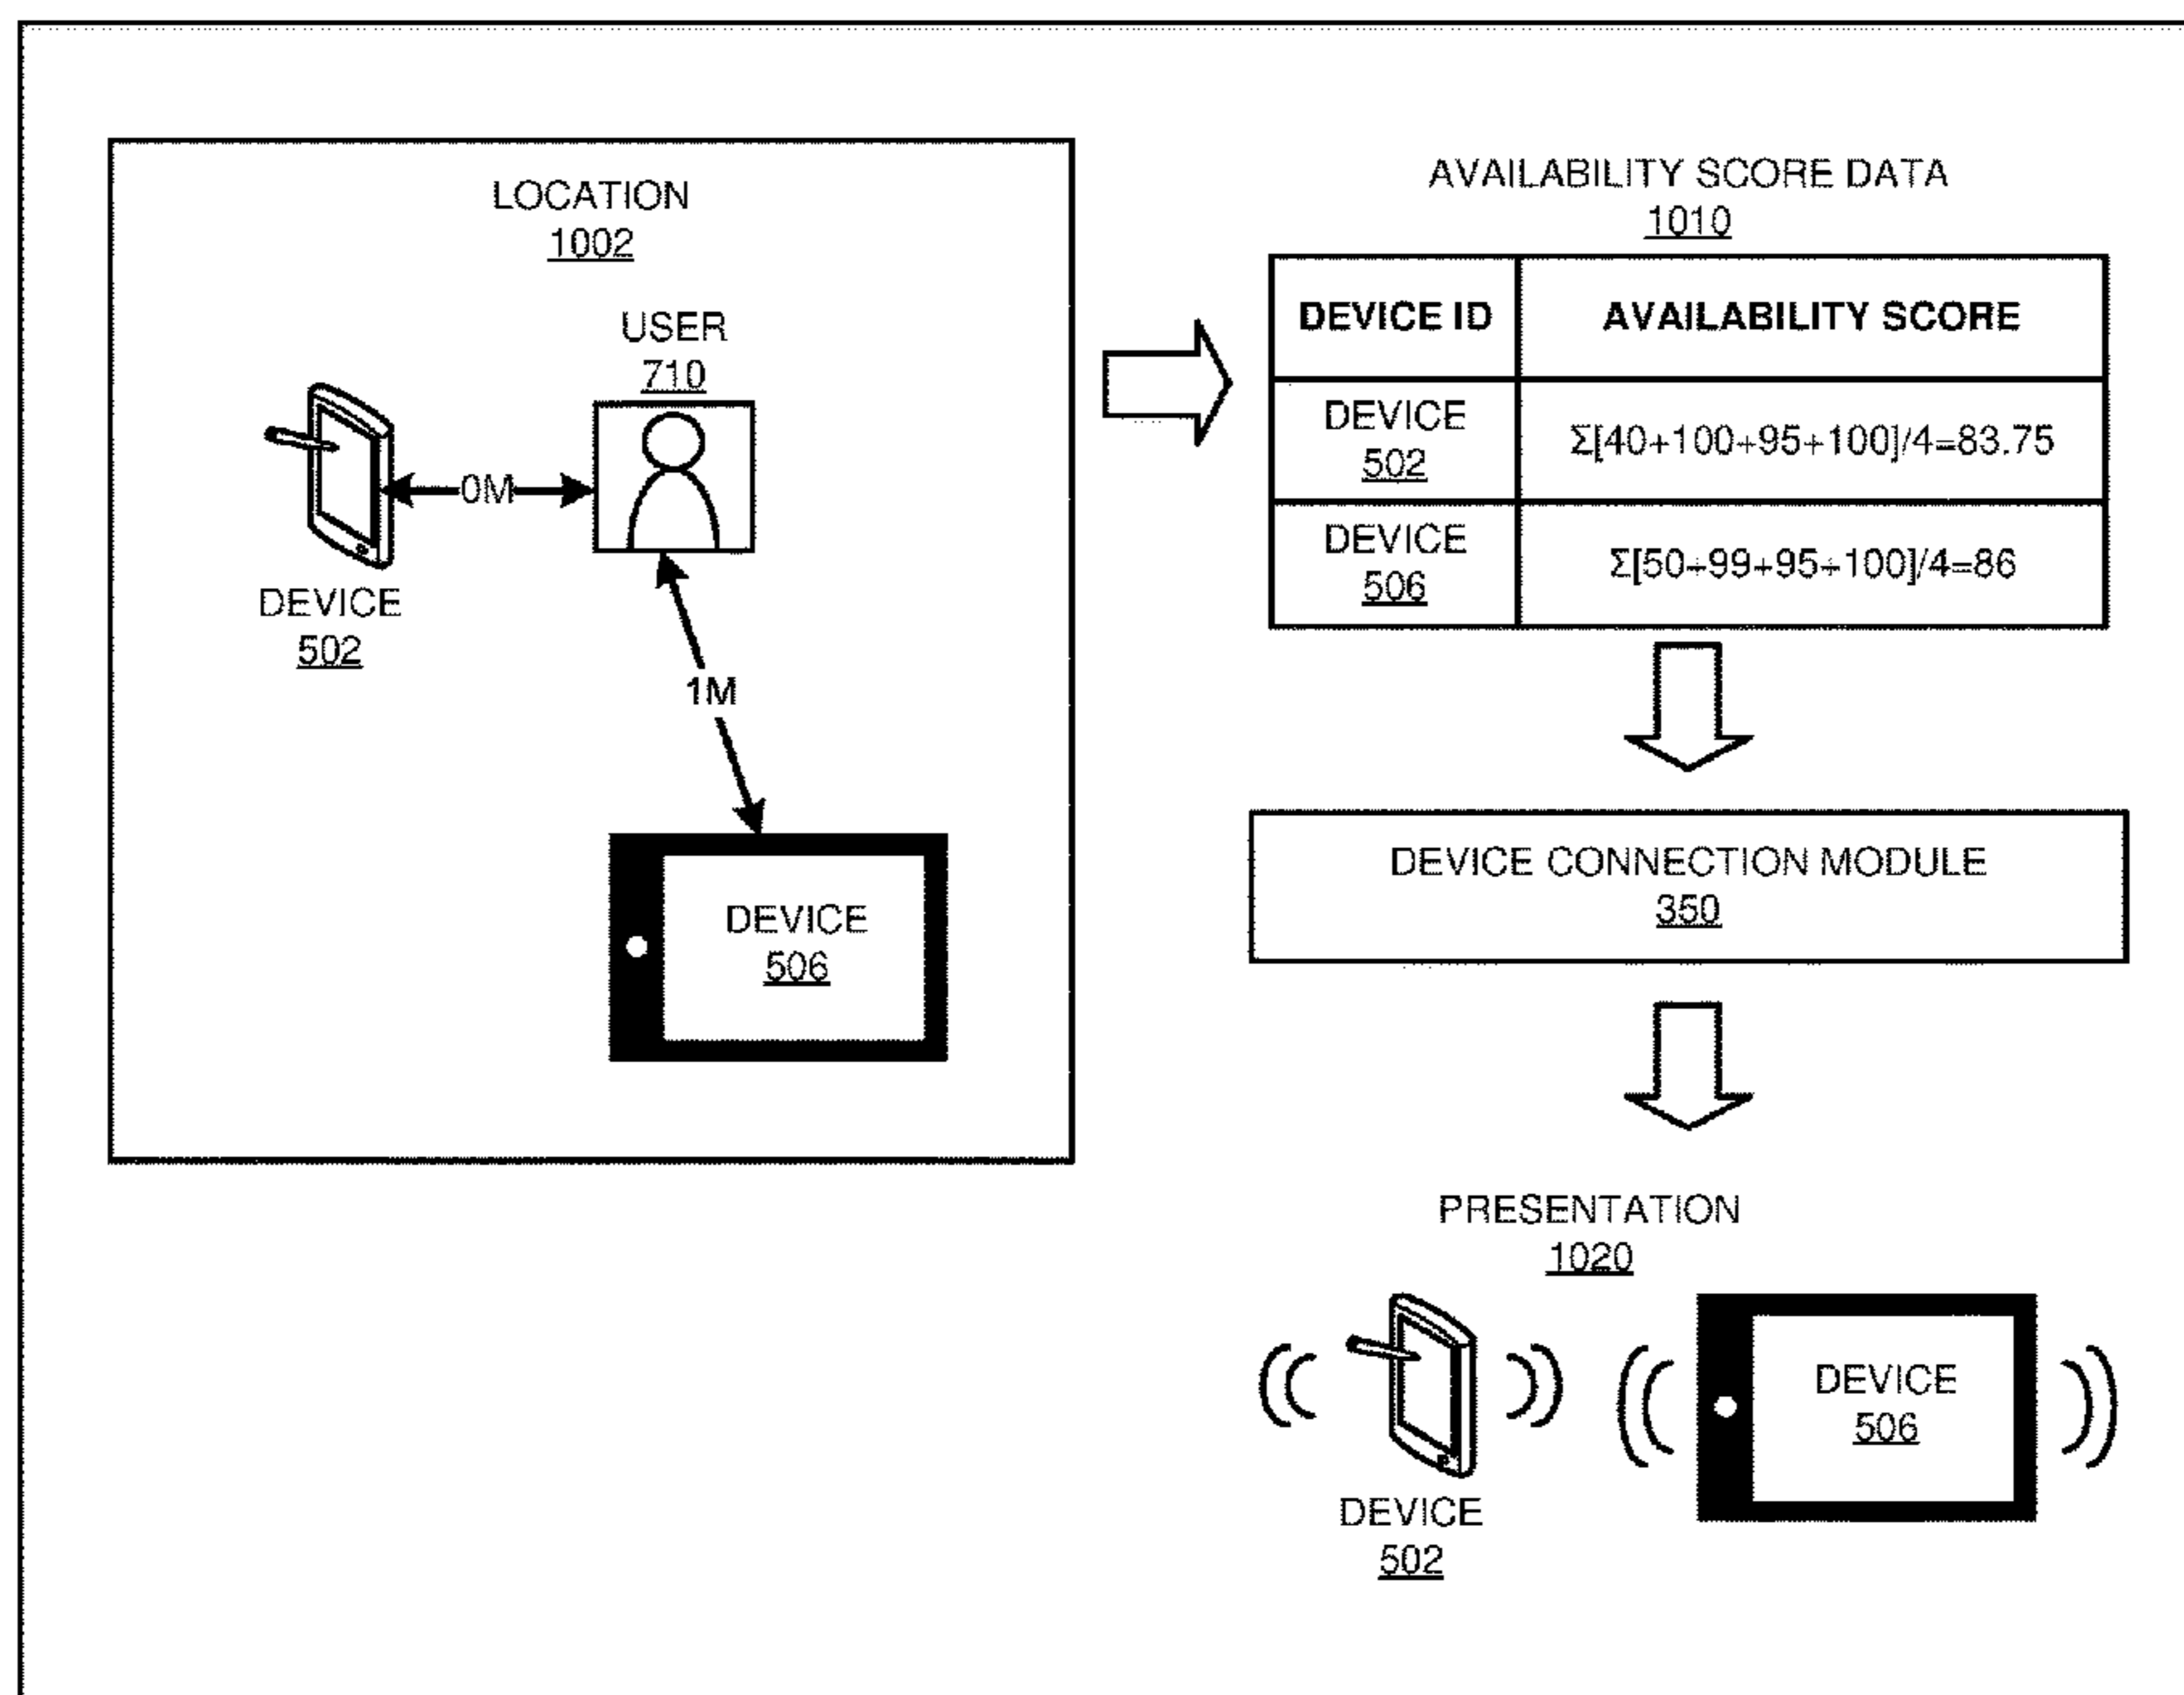 LOCATION
1002
USER
710
0M
DEVICE
502
1M
DEVICE
506
AVAILABILITY SCORE DATA
1010
DEVICE ID AVAILABILITY SCORE
DEVICE
502
Σ[40+100+95+100]/4=83.75
DEVICE
506
Σ[50+99+95+100]/4=86
DEVICE CONNECTION MODULE
350
PRESENTATION
1020
DEVICE
502
DEVICE
506